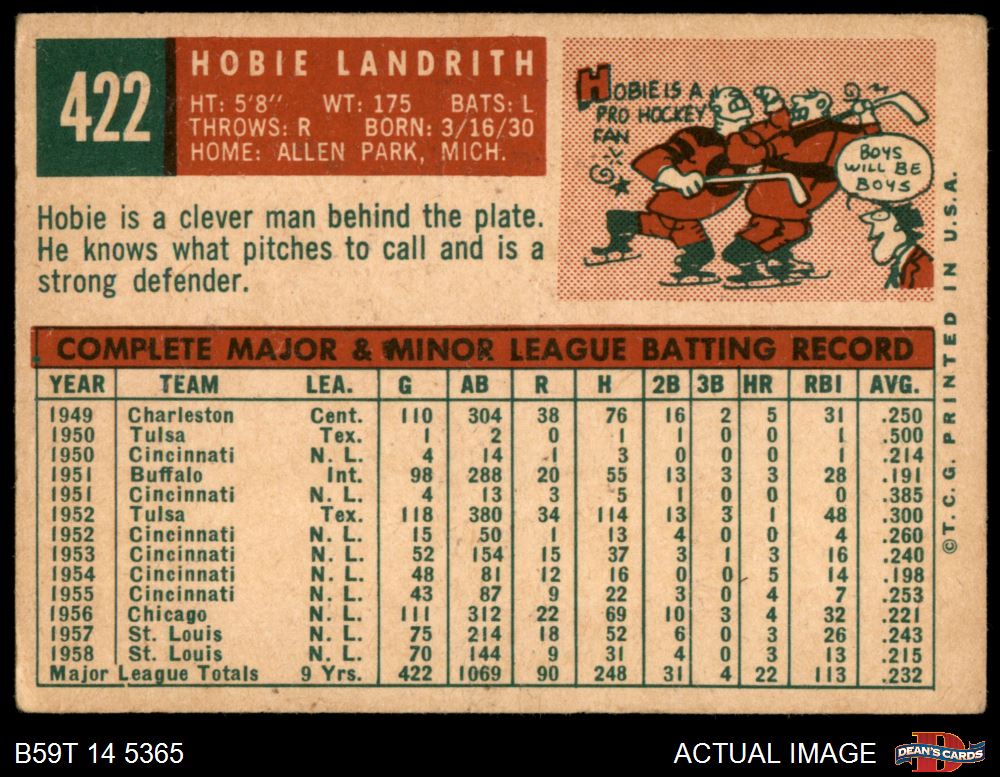 422
HOBIE LANDRITH
HT: 5'8" WT: 175 BATS: L
THROWS: R BORN: 3/16/30
HOME: ALLEN PARK, MICH.
HOBIE IS A
PRO HOCKEY
FAN
BOYS
WILL BE
BOYS
Hobie is a clever man behind the plate.
He knows what pitches to call and is a
strong defender.
COMPLETE MAJOR & MINOR LEAGUE BATTING RECORD
YEAR TEAM LEA. G AB R H 2B 3B HR RBI AVG.
1949 Charleston Cent. 110 304 38 76 16 2 5 31 .250
1950 Tulsa Tex. 1 2 0 1 1 0 0 1 .500
1950 Cincinnati N. L. 4 14 1 3 0 0 0 1 .214
1951 Buffalo Int. 98 288 20 55 13 3 3 28 .191
1951 Cincinnati N. L. 4 13 3 5 1 0 0 0 .385
1952 Tulsa Tex. 118 380 34 114 13 3 1 48 .300
1952 Cincinnati N. L. 15 50 1 13 4 0 0 4 .260
1953 Cincinnati N. L. 52 154 15 37 3 1 3 16 .240
1954 Cincinnati N. L. 48 81 12 16 0 0 5 14 .198
1955 Cincinnati N. L. 43 87 9 22 3 0 4 7 .253
1956 Chicago N. L. 111 312 22 69 10 3 4 32 .221
1957 St. Louis N. L. 75 214 18 52 6 0 3 26 .243
1958 St. Louis N. L. 70 144 9 31 4 0 3 13 .215
Major League Totals 9 Yrs. 422 1069 90 248 31 4 22 113 .232
© T. C. G. PRINTED IN U.S.A.
B59T 14 5365
ACTUAL IMAGE
D
DEAN'S CARDS